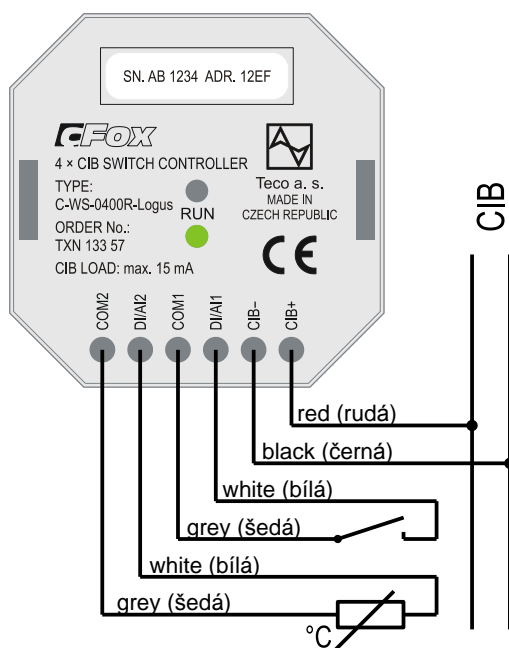 SN. AB 1234 ADR. 12EF
CFOX
4 × CIB SWITCH CONTROLLER
TYPE:
C-WS-0400R-Logus
ORDER No.:
TXN 133 57
CIB LOAD: max. 15 mA
RUN
Teco a. s.
MADE IN
CZECH REPUBLIC
CE
COM2
DI/AI2
COM1
DI/AI1
CIB−
CIB+
CIB
red (rudá)
black (černá)
white (bílá)
grey (šedá)
white (bílá)
grey (šedá)
°C